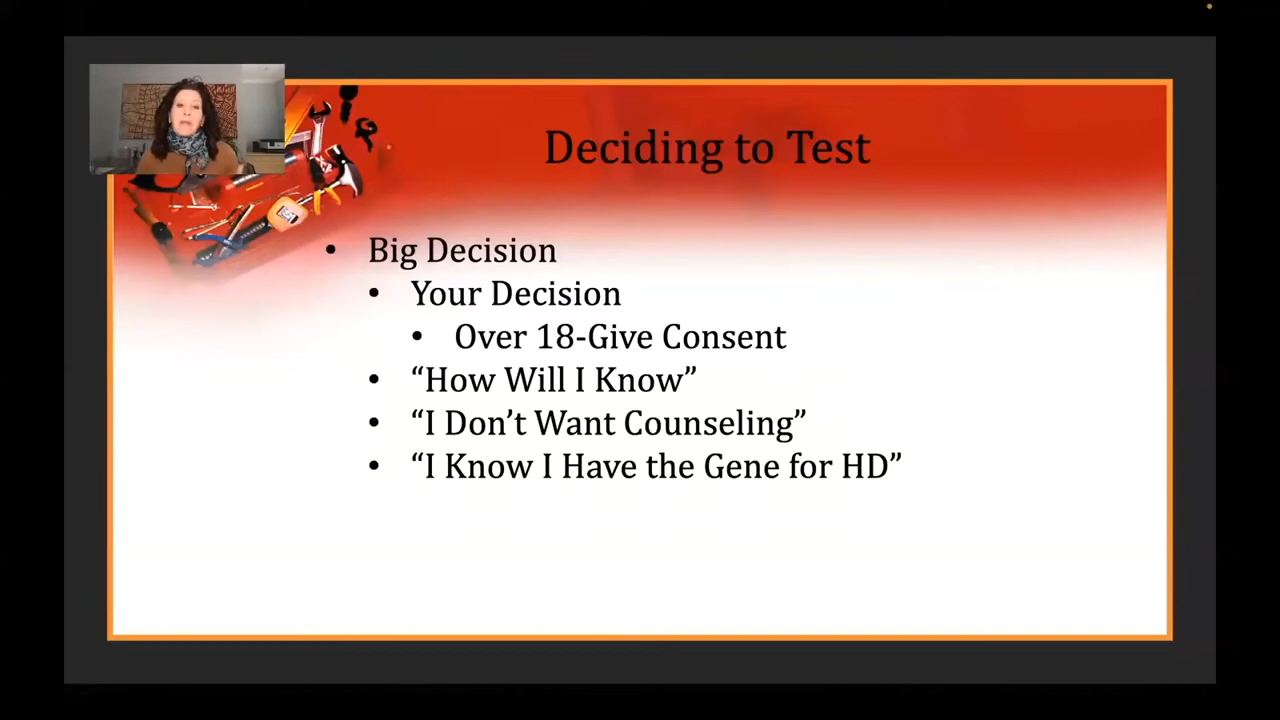 Deciding to Test
• Big Decision
• Your Decision
• Over 18-Give Consent
• “How Will I Know”
• “I Don’t Want Counseling”
• “I Know I Have the Gene for HD”